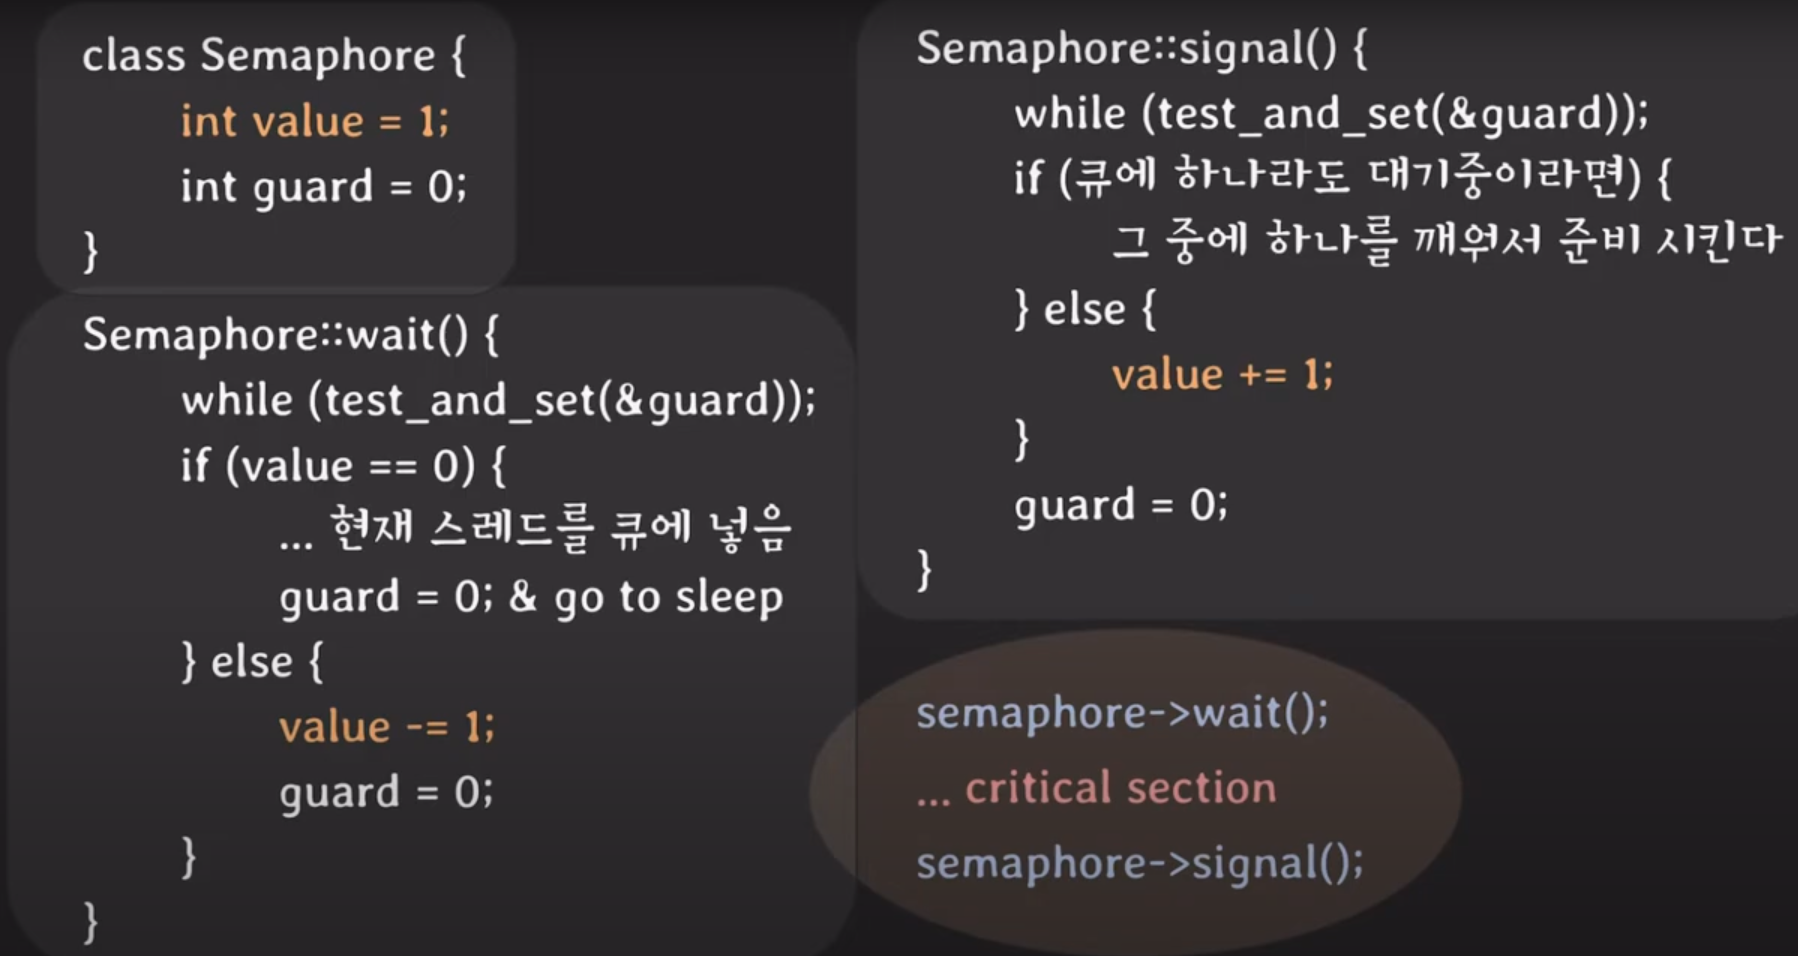 class Semaphore {
int value = 1;
int guard = 0;
}
Semaphore::wait() {
while (test_and_set(&guard));
if (value == 0) {
... 현재 스레드를 큐에 넣음
guard = 0; & go to sleep
} else {
value -= 1;
guard = 0;
}
}
Semaphore::signal() {
while (test_and_set(&guard));
if (큐에 하나라도 대기중이라면) {
그 중에 하나를 깨워서 준비 시킨다
} else {
value += 1;
}
guard = 0;
}
semaphore->wait();
... critical section
semaphore->signal();